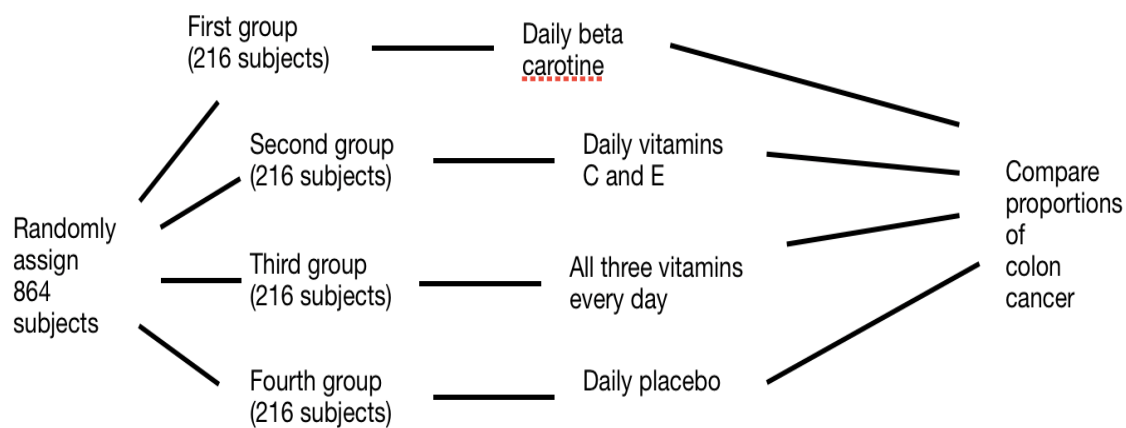 Randomly
assign
864
subjects
First group
(216 subjects)
Daily beta
carotine
Second group
(216 subjects)
Daily vitamins
C and E
Third group
(216 subjects)
All three vitamins
every day
Fourth group
(216 subjects)
Daily placebo
Compare
proportions
of
colon
cancer